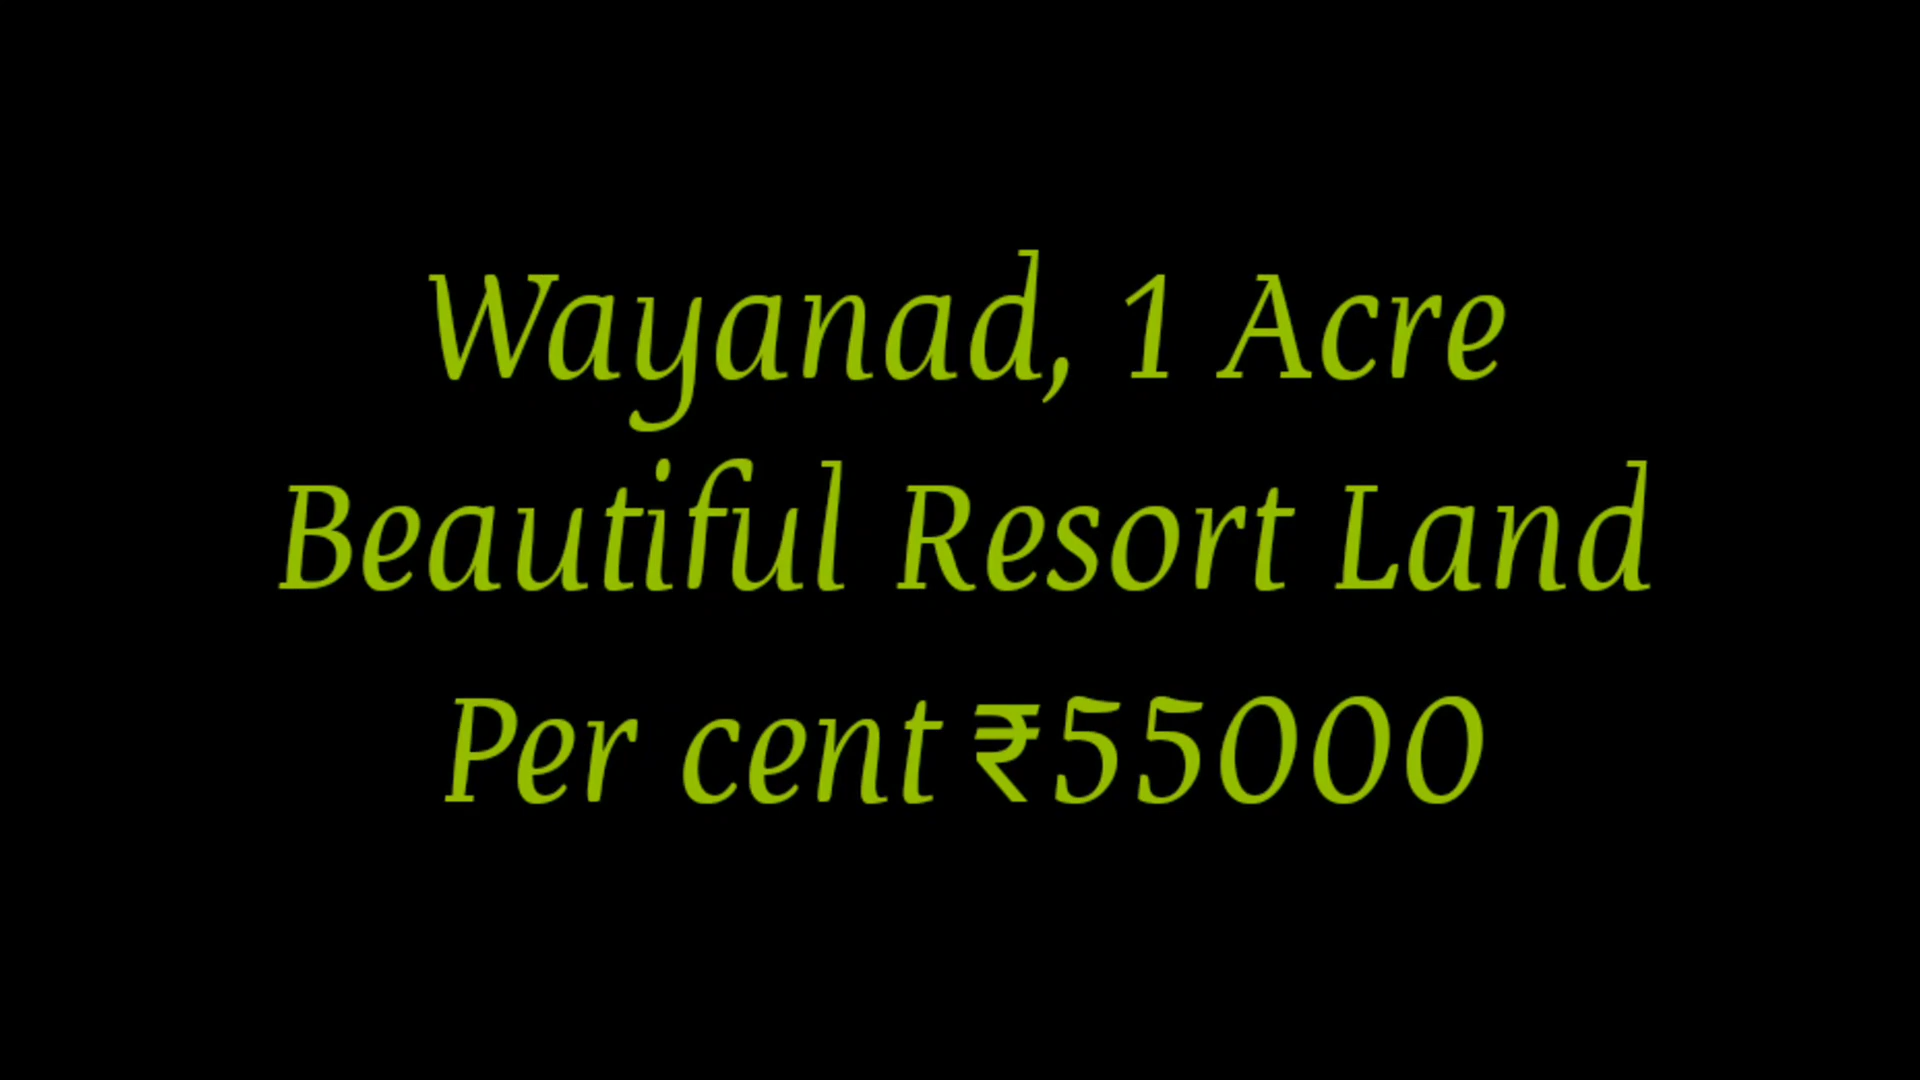 Wayanad, 1 Acre
Beautiful Resort Land
Per cent ₹55000